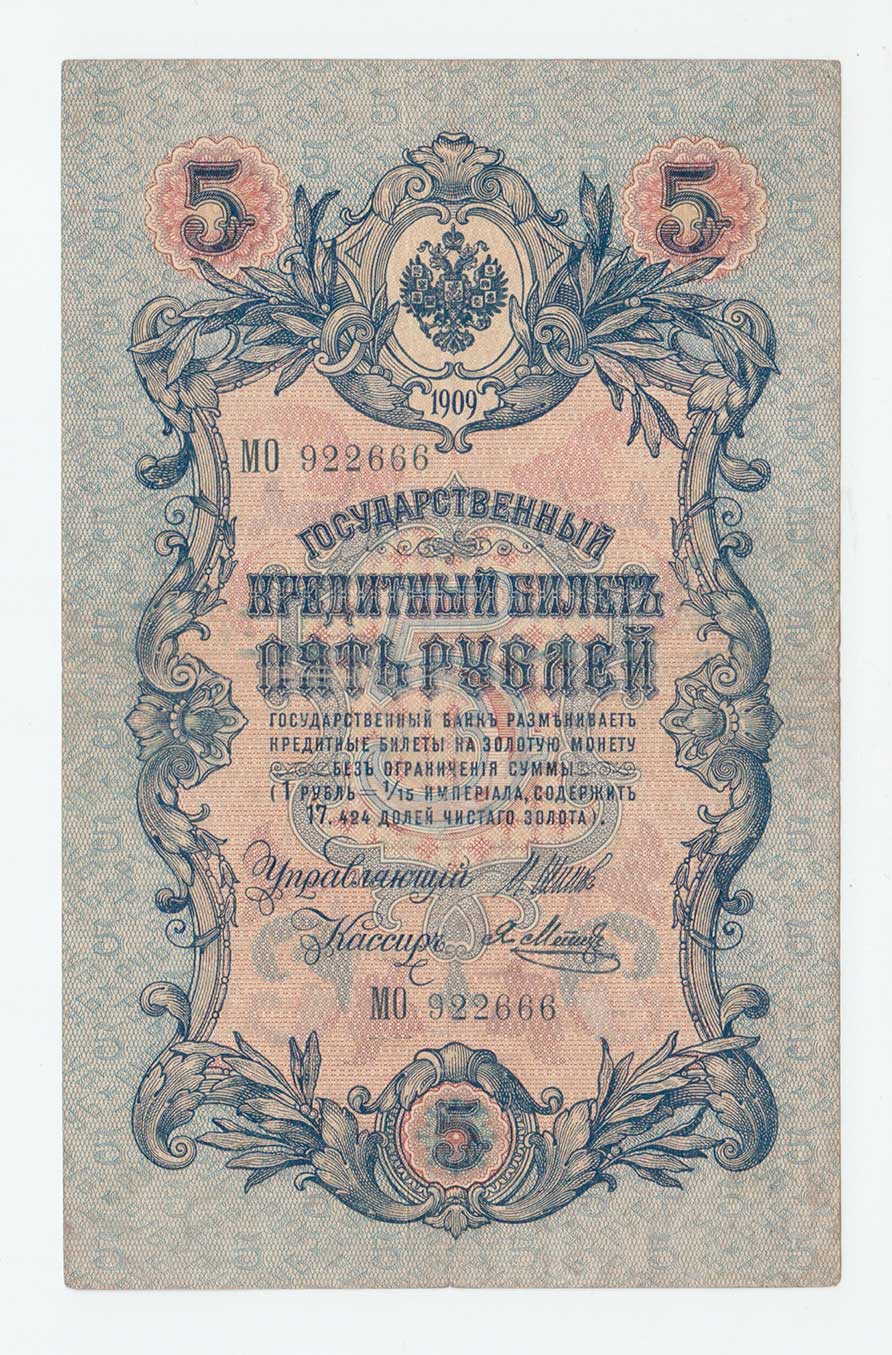 5 5
1909
МО 922666
ГОСУДАРСТВЕННЫЙ
КРЕДИТНЫЙ БИЛЕТЪ
ПЯТЬ РУБЛЕЙ
ГОСУДАРСТВЕННЫЙ БАНКЪ РАЗМѢНИВАЕТЪ
КРЕДИТНЫЕ БИЛЕТЫ НА ЗОЛОТУЮ МОНЕТУ
БЕЗЪ ОГРАНИЧЕНІЯ СУММЫ
(1 РУБЛЬ = 1/15 ИМПЕРІАЛА, СОДЕРЖИТЪ
17. 424 ДОЛЕЙ ЧИСТАГО ЗОЛОТА).
Управляющій
Кассиръ
МО 922666
5